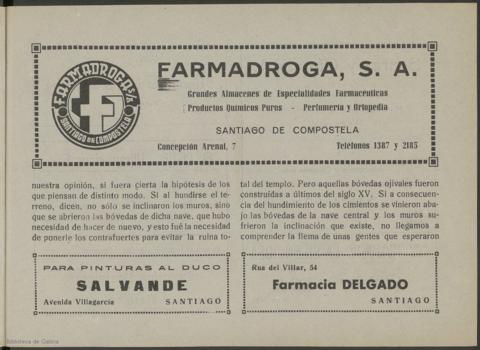 FARMADROGA S/A
SANTIAGO DE COMPOSTELA
FARMADROGA, S. A.
Grandes Almacenes de Especialidades Farmacéuticas
Productos Químicos Puros - Perfumería y Ortopedia
SANTIAGO DE COMPOSTELA
Concepción Arenal, 7
Teléfonos 1387 y 2185
nuestra opinión, si fuera cierta la hipótesis de los
que piensan de distinto modo. Si al hundirse el te-
rreno, dicen, no sólo se inclinaron los muros, sino
que se abrieron las bóvedas de dicha nave, que hubo
necesidad de hacer de nuevo, y esto fué la necesidad
de ponerle los contrafuertes para evitar la ruina to-
tal del templo. Pero aquellas bóvedas ojivales fueron
construídas a últimos del siglo XV. Si a consecuen-
cia del hundimiento de los cimientos se vinieron aba-
jo las bóvedas de la nave central y los muros su-
frieron la inclinación que existe, no llegamos a
comprender la flema de unas gentes que esperaron
PARA PINTURAS AL DUCO
SALVANDE
Avenida Villagarcía
SANTIAGO
Rua del Villar, 54
Farmacia DELGADO
SANTIAGO
Biblioteca de Galicia